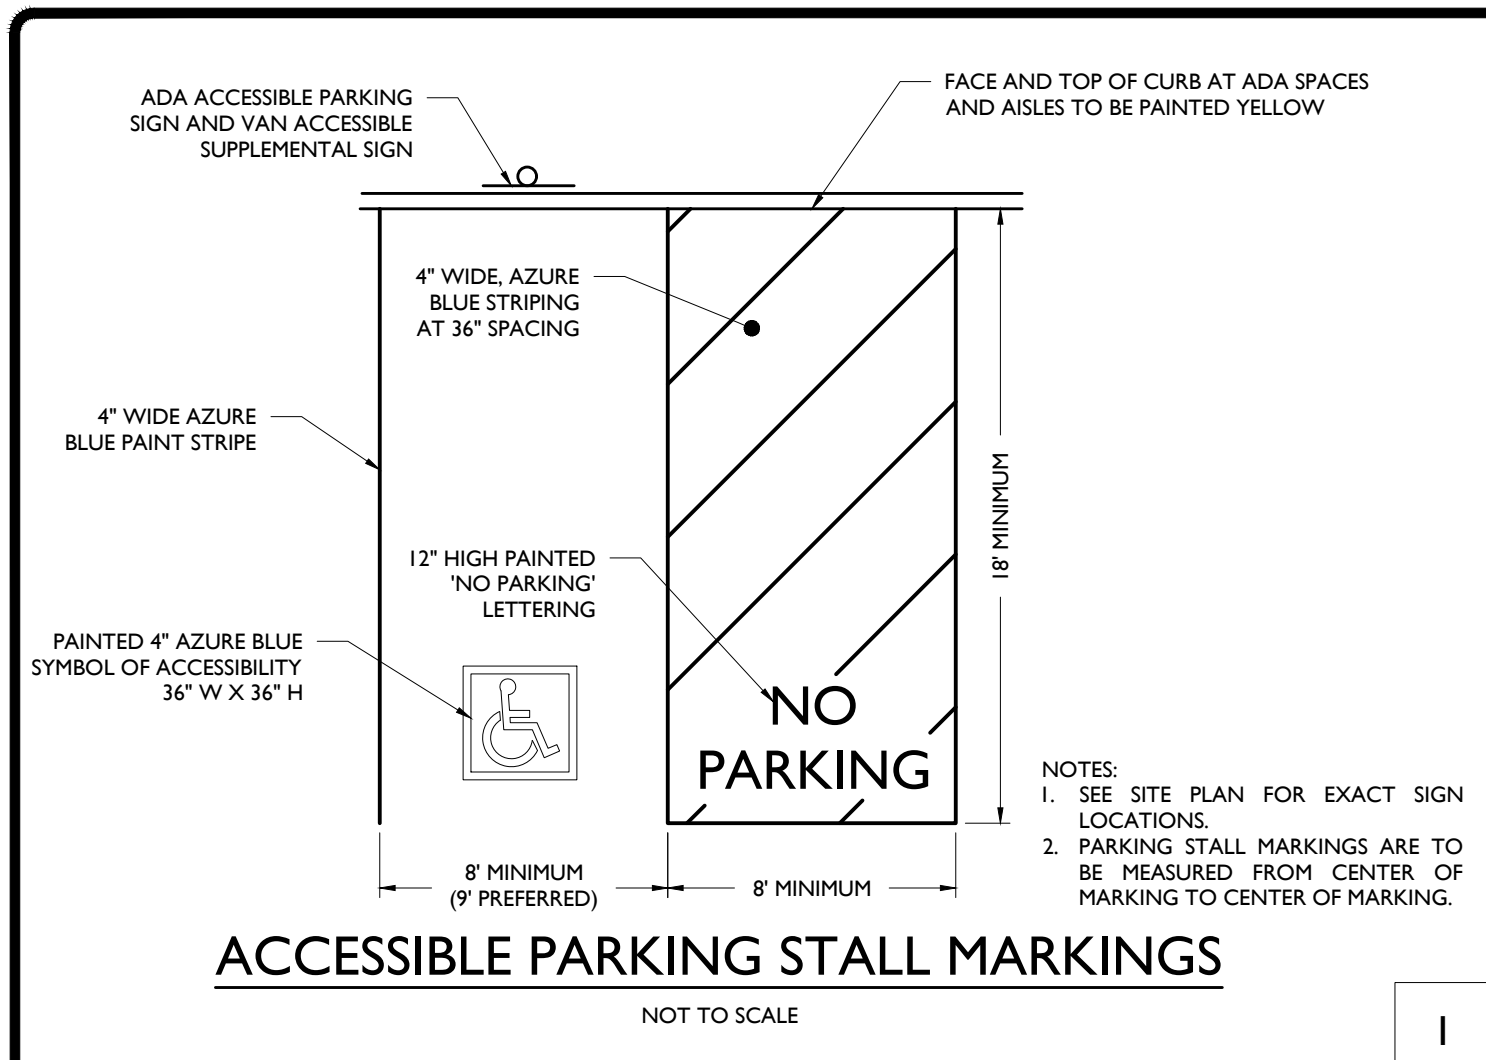 ADA ACCESSIBLE PARKING
SIGN AND VAN ACCESSIBLE
SUPPLEMENTAL SIGN
FACE AND TOP OF CURB AT ADA SPACES
AND AISLES TO BE PAINTED YELLOW
4" WIDE, AZURE
BLUE STRIPING
AT 36" SPACING
4" WIDE AZURE
BLUE PAINT STRIPE
18' MINIMUM
12" HIGH PAINTED
'NO PARKING'
LETTERING
PAINTED 4" AZURE BLUE
SYMBOL OF ACCESSIBILITY
36" W X 36" H
NO
PARKING
NOTES:
1. SEE SITE PLAN FOR EXACT SIGN
LOCATIONS.
2. PARKING STALL MARKINGS ARE TO
BE MEASURED FROM CENTER OF
MARKING TO CENTER OF MARKING.
8' MINIMUM
(9' PREFERRED)
8' MINIMUM
ACCESSIBLE PARKING STALL MARKINGS
NOT TO SCALE
1